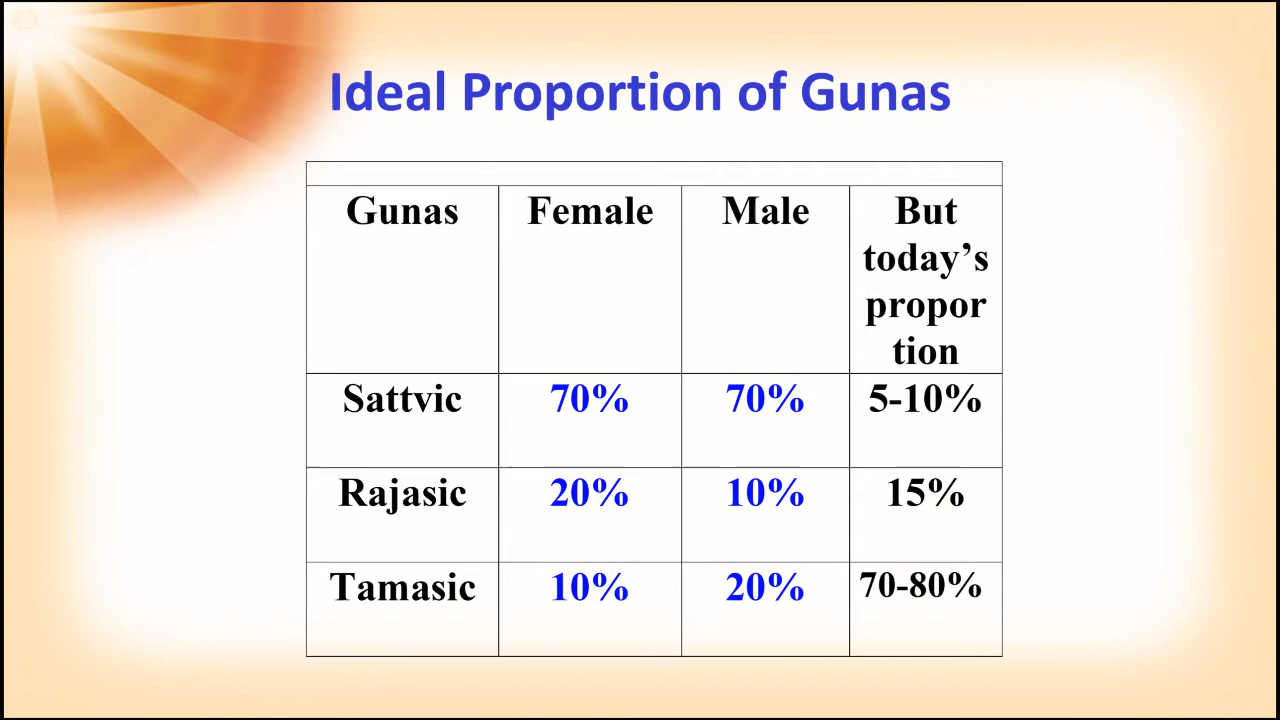 Ideal Proportion of Gunas
Gunas Female Male But
today’s
propor
tion
Sattvic 70% 70% 5-10%
Rajasic 20% 10% 15%
Tamasic 10% 20% 70-80%